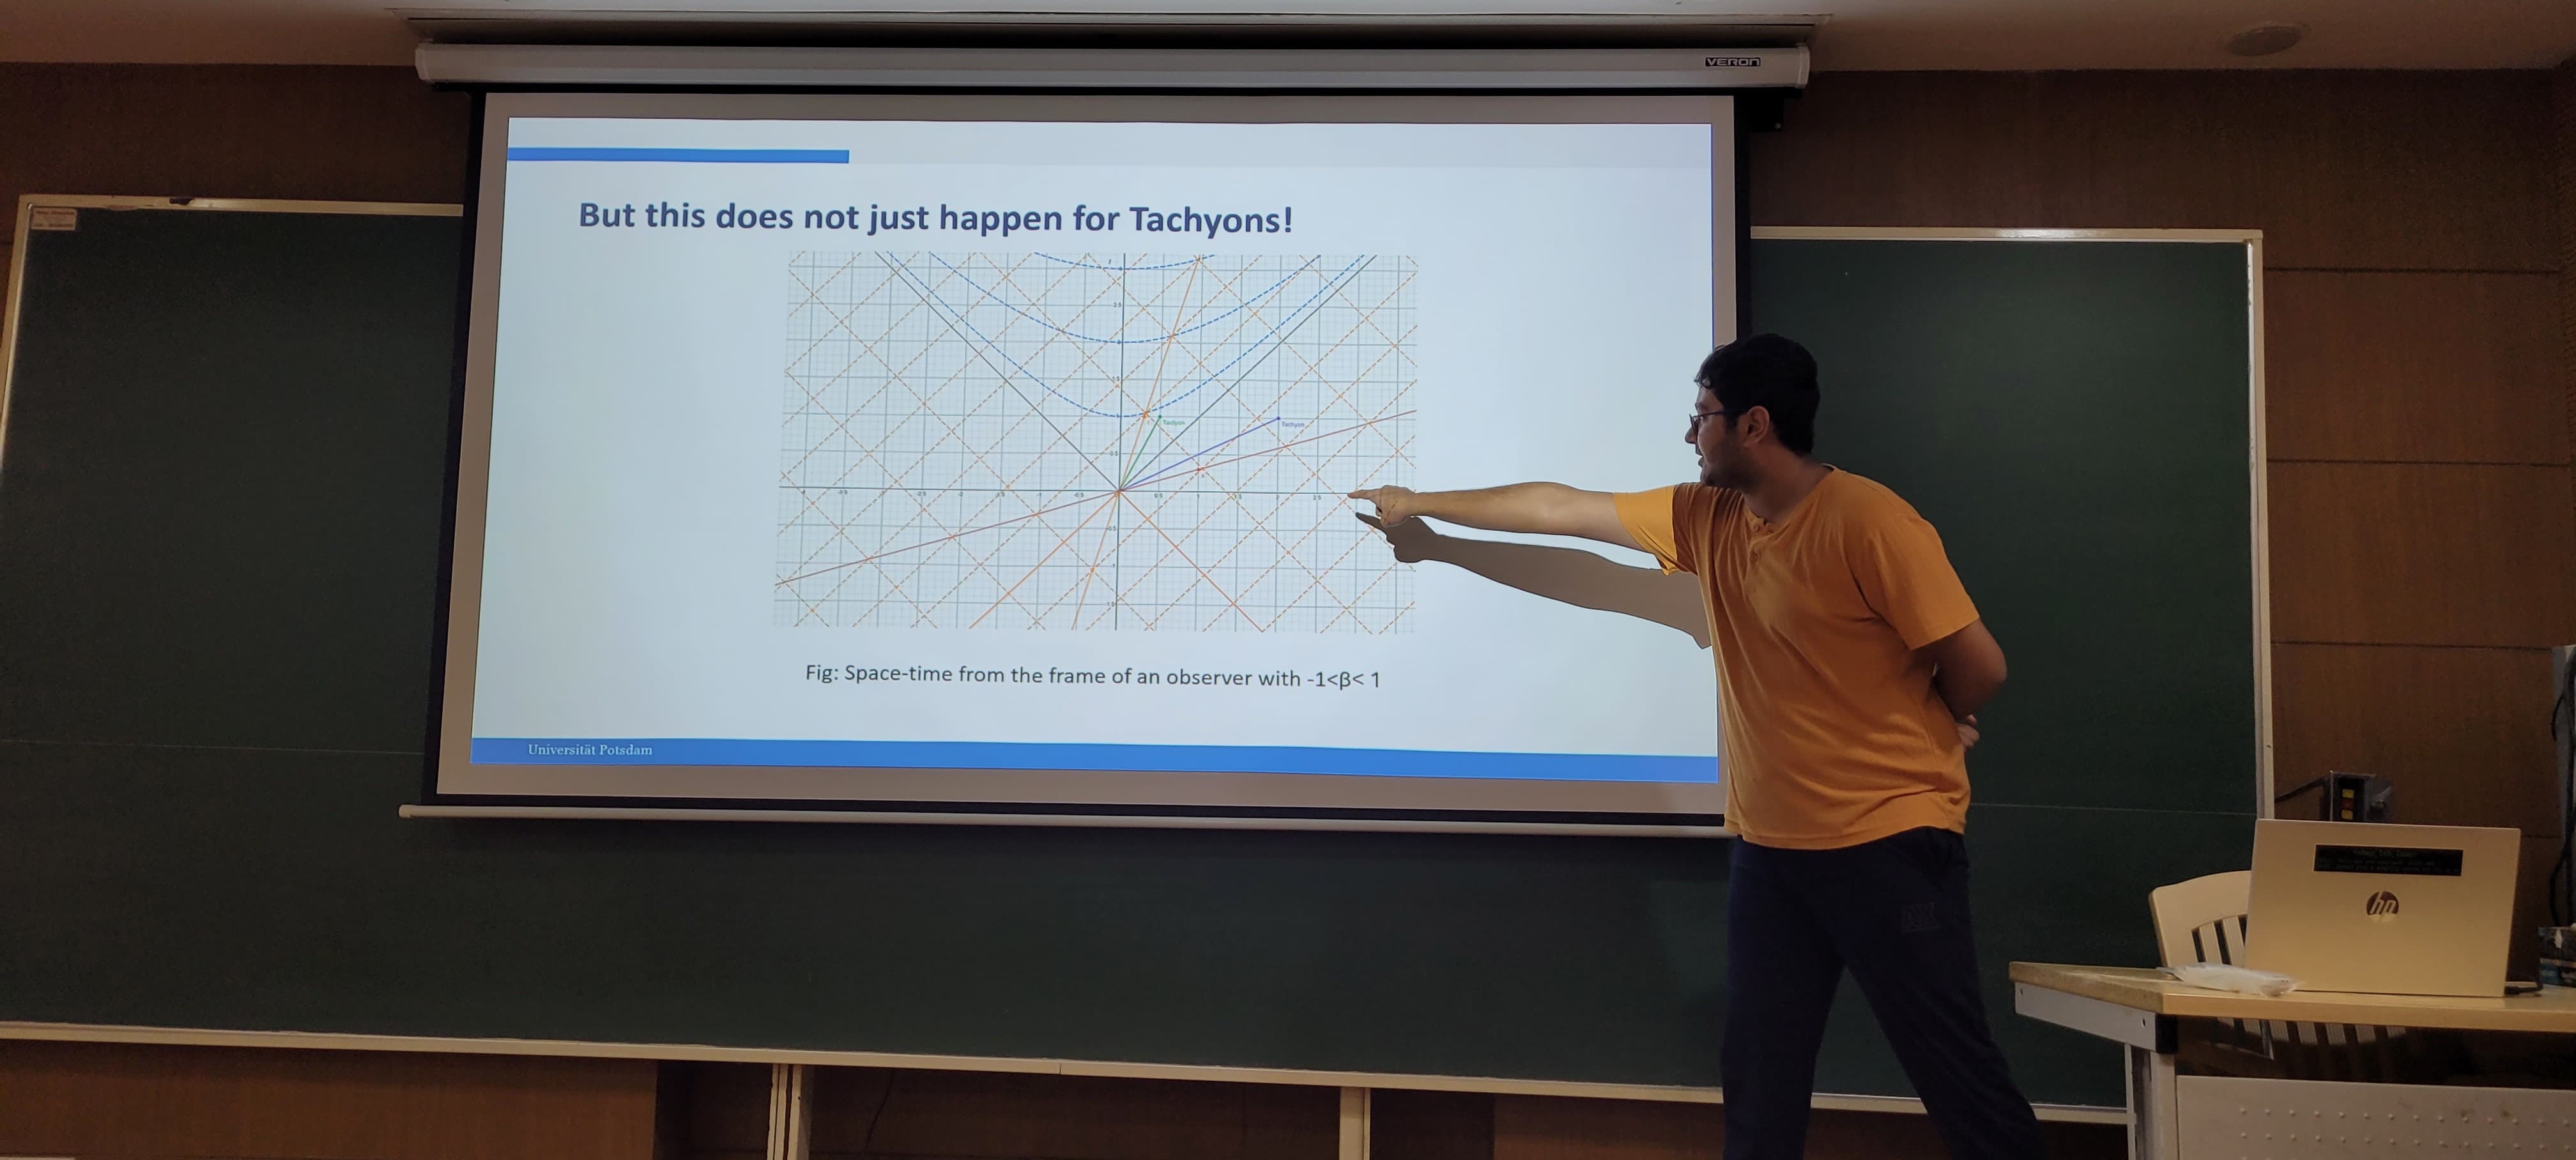 VERON
But this does not just happen for Tachyons!
Tachyon
Tachyon
Fig: Space-time from the frame of an observer with -1<β< 1
Universität Potsdam
hp